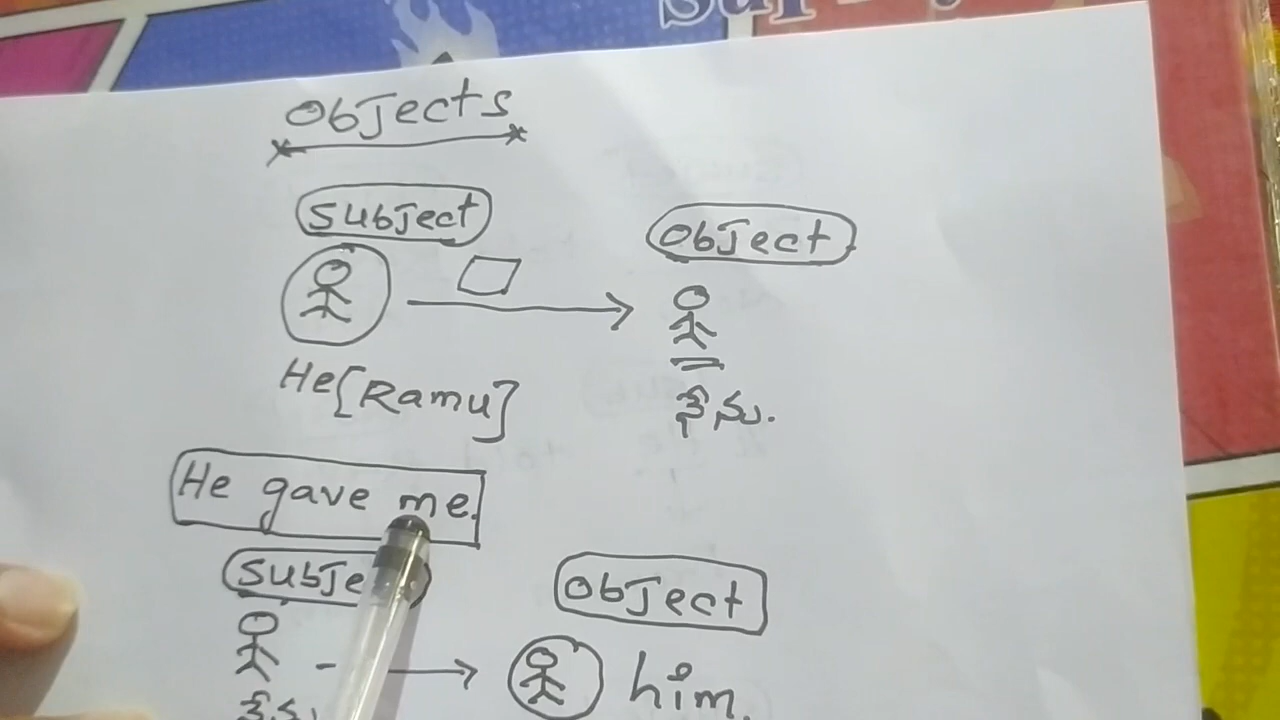 Objects
Subject
Object
He [Ramu]
నేను.
He gave me.
Object
him.
నేను